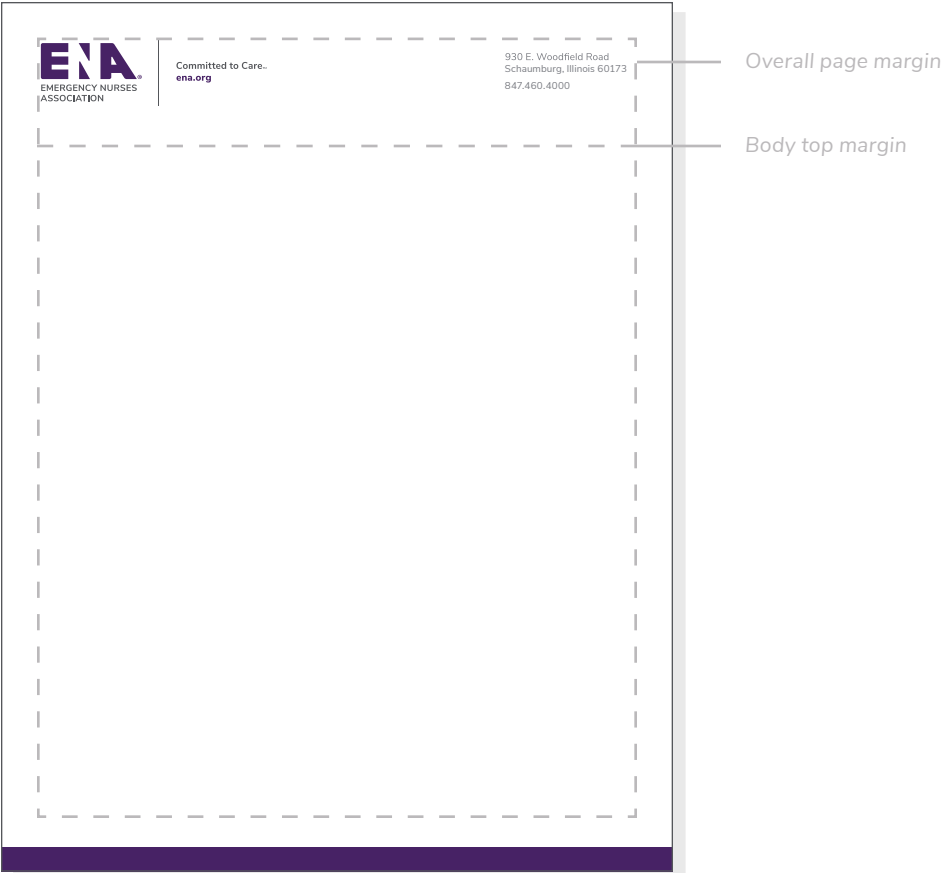 ENA®
EMERGENCY NURSES
ASSOCIATION
Committed to Care℠
ena.org
930 E. Woodfield Road
Schaumburg, Illinois 60173
847.460.4000
Overall page margin
Body top margin